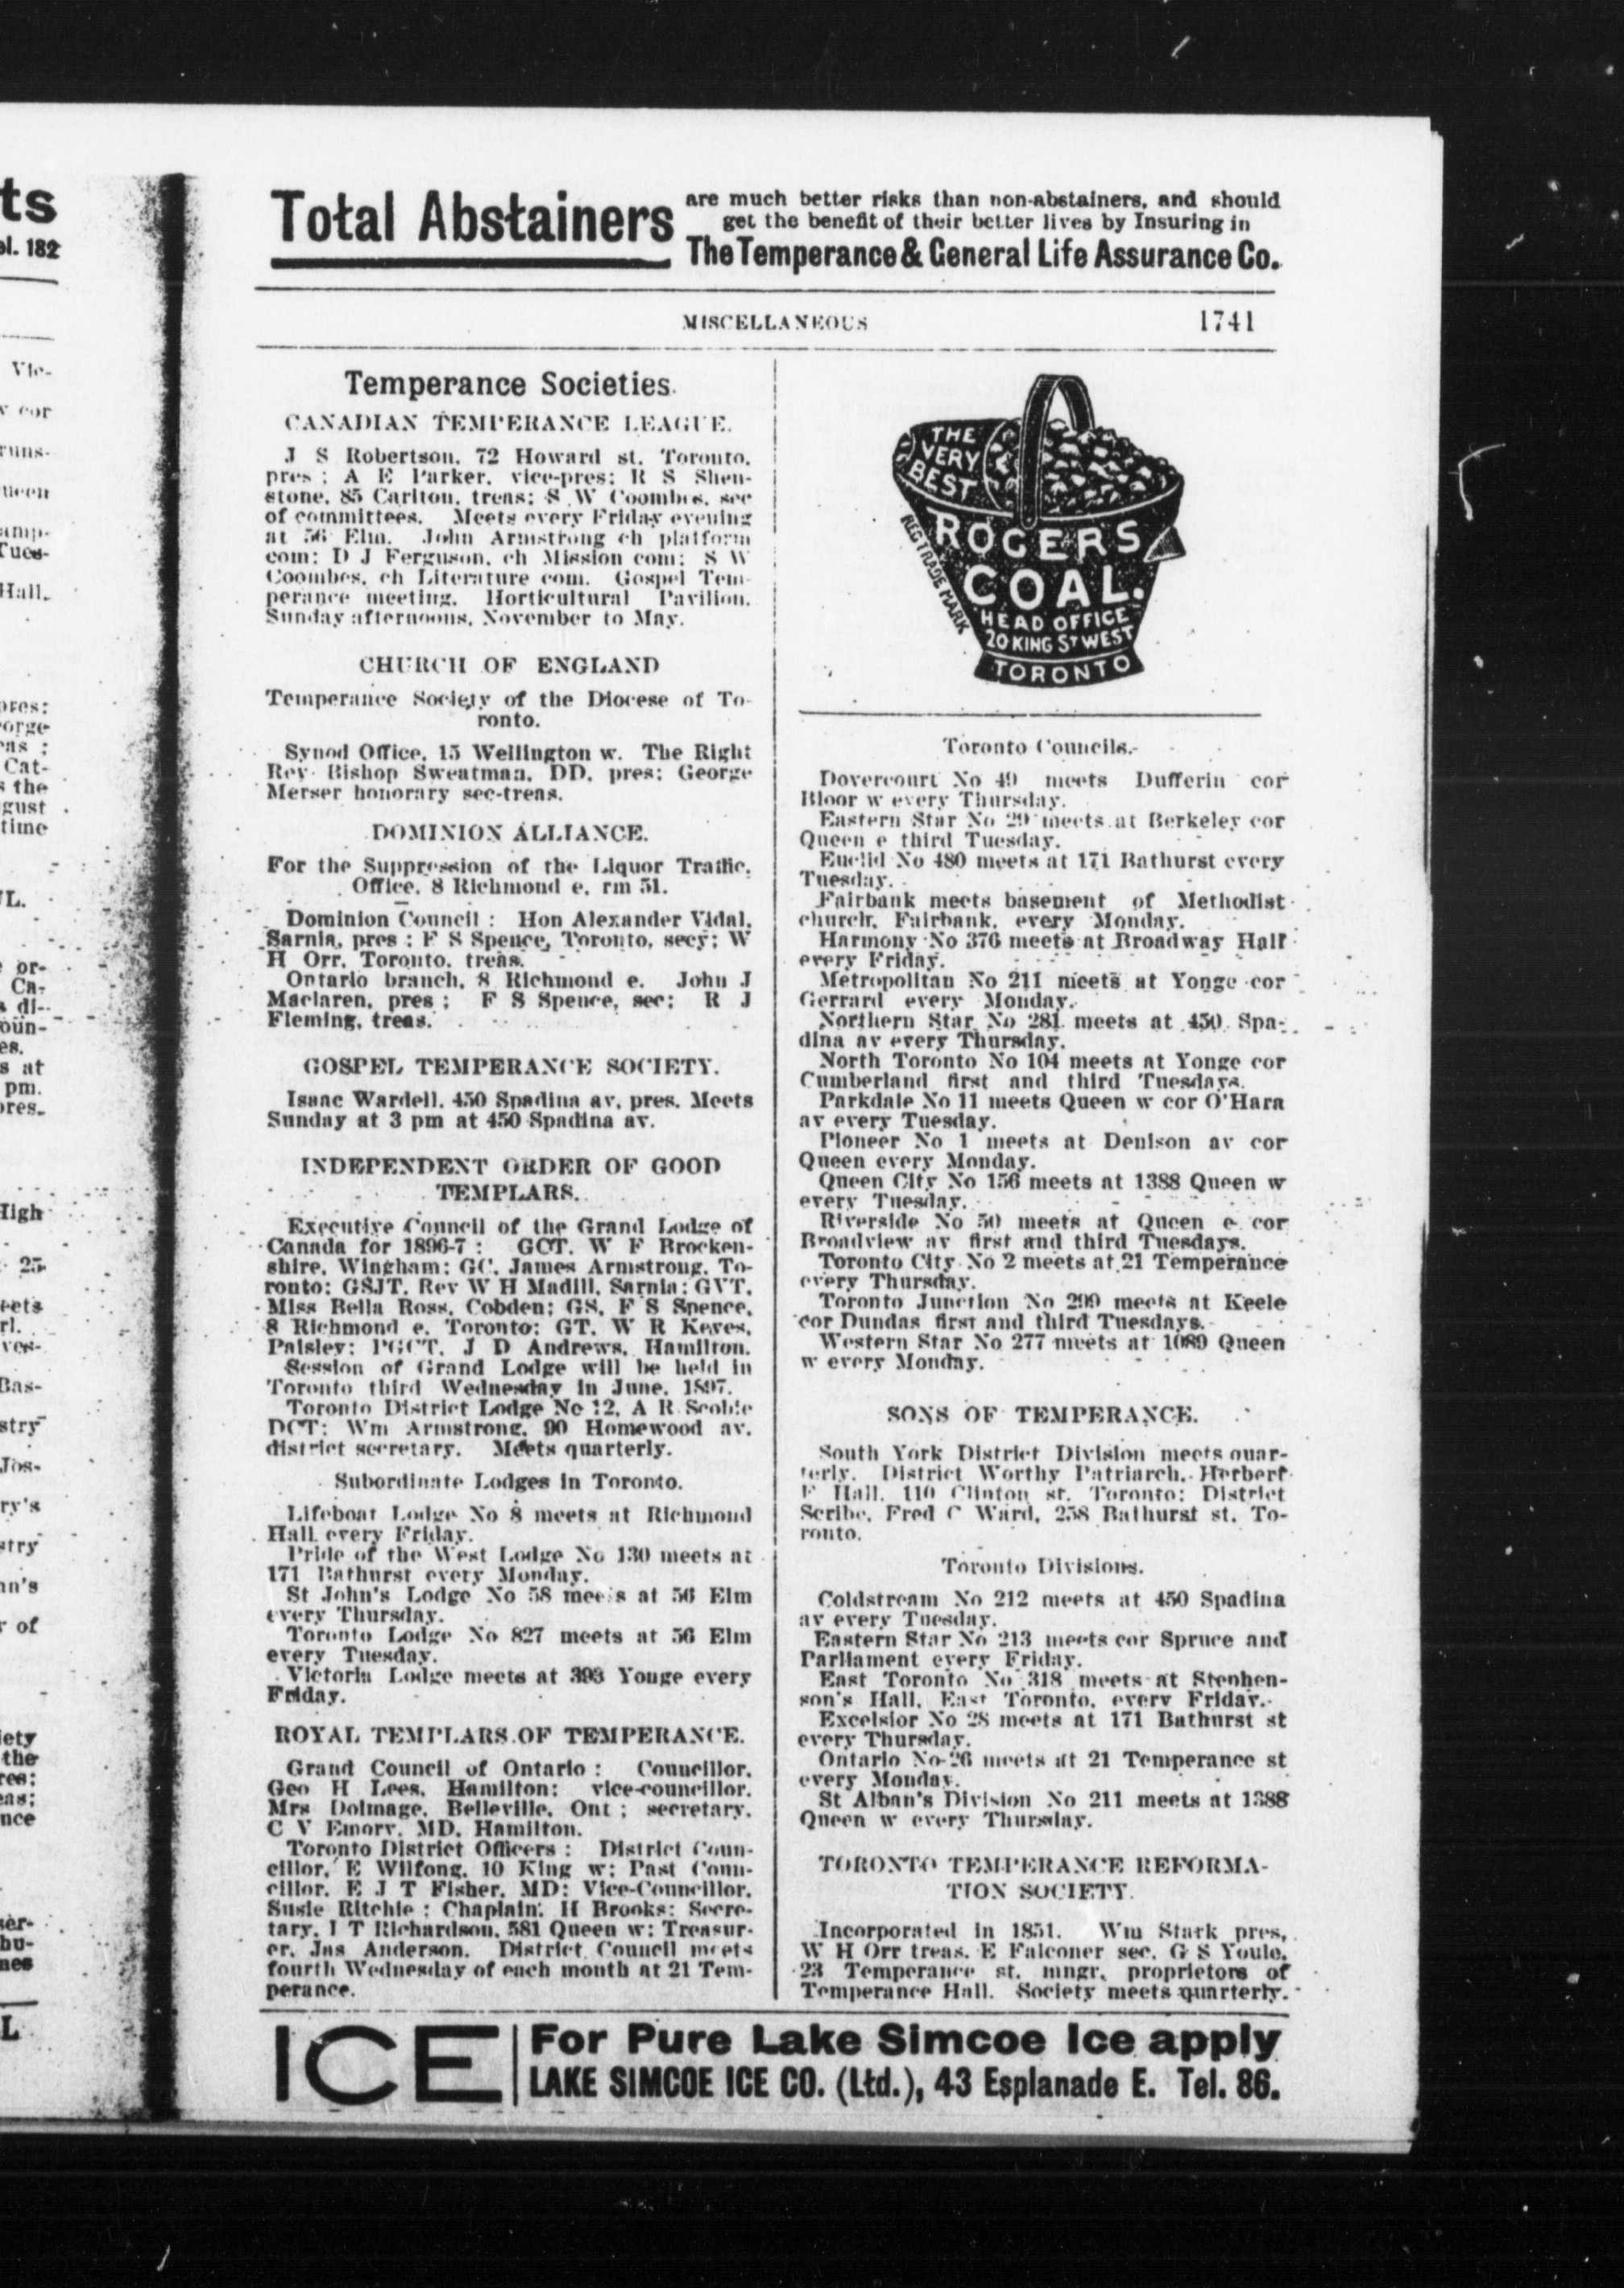 Total Abstainers
are much better risks than non-abstainers, and should
get the benefit of their better lives by Insuring in
The Temperance & General Life Assurance Co.
MISCELLANEOUS
1741
Temperance Societies.
CANADIAN TEMPERANCE LEAGUE.
J S Robertson, 72 Howard st, Toronto,
pres; A E Parker, vice-pres; R S Shen-
stone, 85 Carlton, treas; S W Coombes, sec
of committees. Meets every Friday evening
at 56 Elm. John Armstrong ch platform
com; D J Ferguson, ch Mission com; S W
Coombes, ch Literature com. Gospel Tem-
perance meeting, Horticultural Pavilion,
Sunday afternoons, November to May.
CHURCH OF ENGLAND
Temperance Society of the Diocese of To-
ronto.
Synod Office, 15 Wellington w. The Right
Rev Bishop Sweatman, DD, pres; George
Merser honorary sec-treas.
DOMINION ALLIANCE.
For the Suppression of the Liquor Traffic,
Office, 8 Richmond e, rm 51.
Dominion Council : Hon Alexander Vidal,
Sarnia, pres ; F S Spence, Toronto, secy; W
H Orr, Toronto, treas.
Ontario branch, 8 Richmond e. John J
Maclaren, pres ; F S Spence, sec; R J
Fleming, treas.
GOSPEL TEMPERANCE SOCIETY.
Isaac Wardell, 450 Spadina av, pres. Meets
Sunday at 3 pm at 450 Spadina av.
INDEPENDENT ORDER OF GOOD
TEMPLARS.
Executive Council of the Grand Lodge of
Canada for 1896-7 : GCT, W F Brocken-
shire, Wingham; GC, James Armstrong, To-
ronto; GSJT, Rev W H Madill, Sarnia; GVT,
Miss Bella Ross, Cobden; GS, F S Spence,
8 Richmond e, Toronto; GT, W R Keyes,
Paisley; PGCT, J D Andrews, Hamilton.
Session of Grand Lodge will be held in
Toronto third Wednesday in June, 1897.
Toronto District Lodge No 12, A R Scobie
DCT; Wm Armstrong, 90 Homewood av,
district secretary. Meets quarterly.
Subordinate Lodges in Toronto.
Lifeboat Lodge No 8 meets at Richmond
Hall every Friday.
Pride of the West Lodge No 130 meets at
171 Bathurst every Monday.
St John's Lodge No 58 meets at 56 Elm
every Thursday.
Toronto Lodge No 827 meets at 56 Elm
every Tuesday.
Victoria Lodge meets at 393 Yonge every
Friday.
ROYAL TEMPLARS OF TEMPERANCE.
Grand Council of Ontario : Councillor,
Geo H Lees, Hamilton; vice-councillor,
Mrs Dolmage, Belleville, Ont ; secretary,
C V Emory, MD, Hamilton.
Toronto District Officers : District Coun-
cillor, E Wilfong, 10 King w; Past Coun-
cillor, E J T Fisher, MD; Vice-Councillor,
Susie Ritchie ; Chaplain, H Brooks; Secre-
tary, I T Richardson, 581 Queen w; Treasur-
er, Jas Anderson. District Council meets
fourth Wednesday of each month at 21 Tem-
perance.
THE
VERY
BEST
ROGERS
COAL.
REG TRADE MARK
HEAD OFFICE
20 KING ST WEST
TORONTO
Toronto Councils.
Dovercourt No 49 meets Dufferin cor
Bloor w every Thursday.
Eastern Star No 29 meets at Berkeley cor
Queen e third Tuesday.
Euclid No 480 meets at 171 Bathurst every
Tuesday.
Fairbank meets basement of Methodist
church, Fairbank, every Monday.
Harmony No 376 meets at Broadway Hall
every Friday.
Metropolitan No 211 meets at Yonge cor
Gerrard every Monday.
Northern Star No 281 meets at 450 Spa-
dina av every Thursday.
North Toronto No 104 meets at Yonge cor
Cumberland first and third Tuesdays.
Parkdale No 11 meets Queen w cor O'Hara
av every Tuesday.
Pioneer No 1 meets at Denison av cor
Queen every Monday.
Queen City No 156 meets at 1388 Queen w
every Tuesday.
Riverside No 50 meets at Queen e cor
Broadview av first and third Tuesdays.
Toronto City No 2 meets at 21 Temperance
every Thursday.
Toronto Junction No 299 meets at Keele
cor Dundas first and third Tuesdays.
Western Star No 277 meets at 1089 Queen
w every Monday.
SONS OF TEMPERANCE.
South York District Division meets quar-
terly. District Worthy Patriarch, Herbert
F Hall, 110 Clinton st, Toronto; District
Scribe, Fred C Ward, 258 Bathurst st, To-
ronto.
Toronto Divisions.
Coldstream No 212 meets at 450 Spadina
av every Tuesday.
Eastern Star No 213 meets cor Spruce and
Parliament every Friday.
East Toronto No 318 meets at Stephen-
son's Hall, East Toronto, every Friday.
Excelsior No 28 meets at 171 Bathurst st
every Thursday.
Ontario No 26 meets at 21 Temperance st
every Monday.
St Alban's Division No 211 meets at 1388
Queen w every Thursday.
TORONTO TEMPERANCE REFORMA-
TION SOCIETY.
Incorporated in 1851. Wm Stark pres,
W H Orr treas, E Falconer sec, G S Youle,
23 Temperance st, mngr, proprietors of
Temperance Hall. Society meets quarterly.
ICE
For Pure Lake Simcoe Ice apply
LAKE SIMCOE ICE CO. (Ltd.), 43 Esplanade E. Tel. 86.